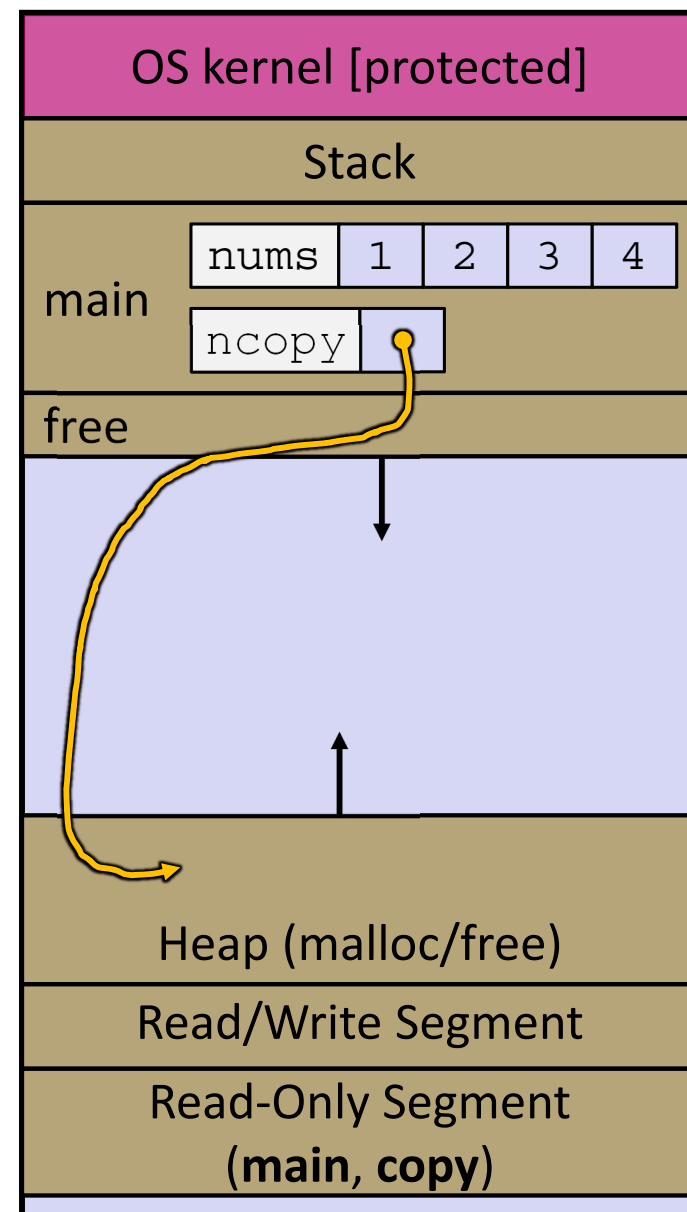 OS kernel [protected]
Stack
nums 1 2 3 4
main
ncopy
free
Heap (malloc/free)
Read/Write Segment
Read-Only Segment
(main, copy)